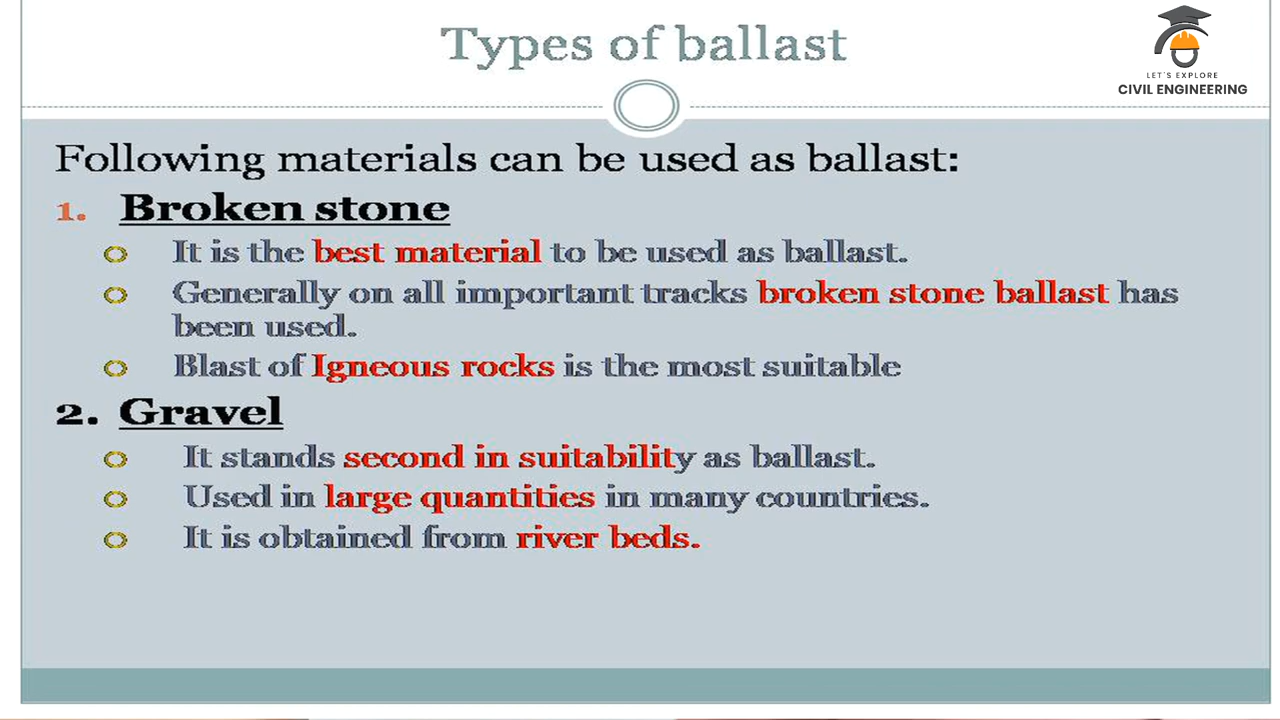 Types of ballast
LET'S EXPLORE
CIVIL ENGINEERING
Following materials can be used as ballast:
1. Broken stone
It is the best material to be used as ballast.
Generally on all important tracks broken stone ballast has
been used.
Blast of Igneous rocks is the most suitable
2. Gravel
It stands second in suitability as ballast.
Used in large quantities in many countries.
It is obtained from river beds.